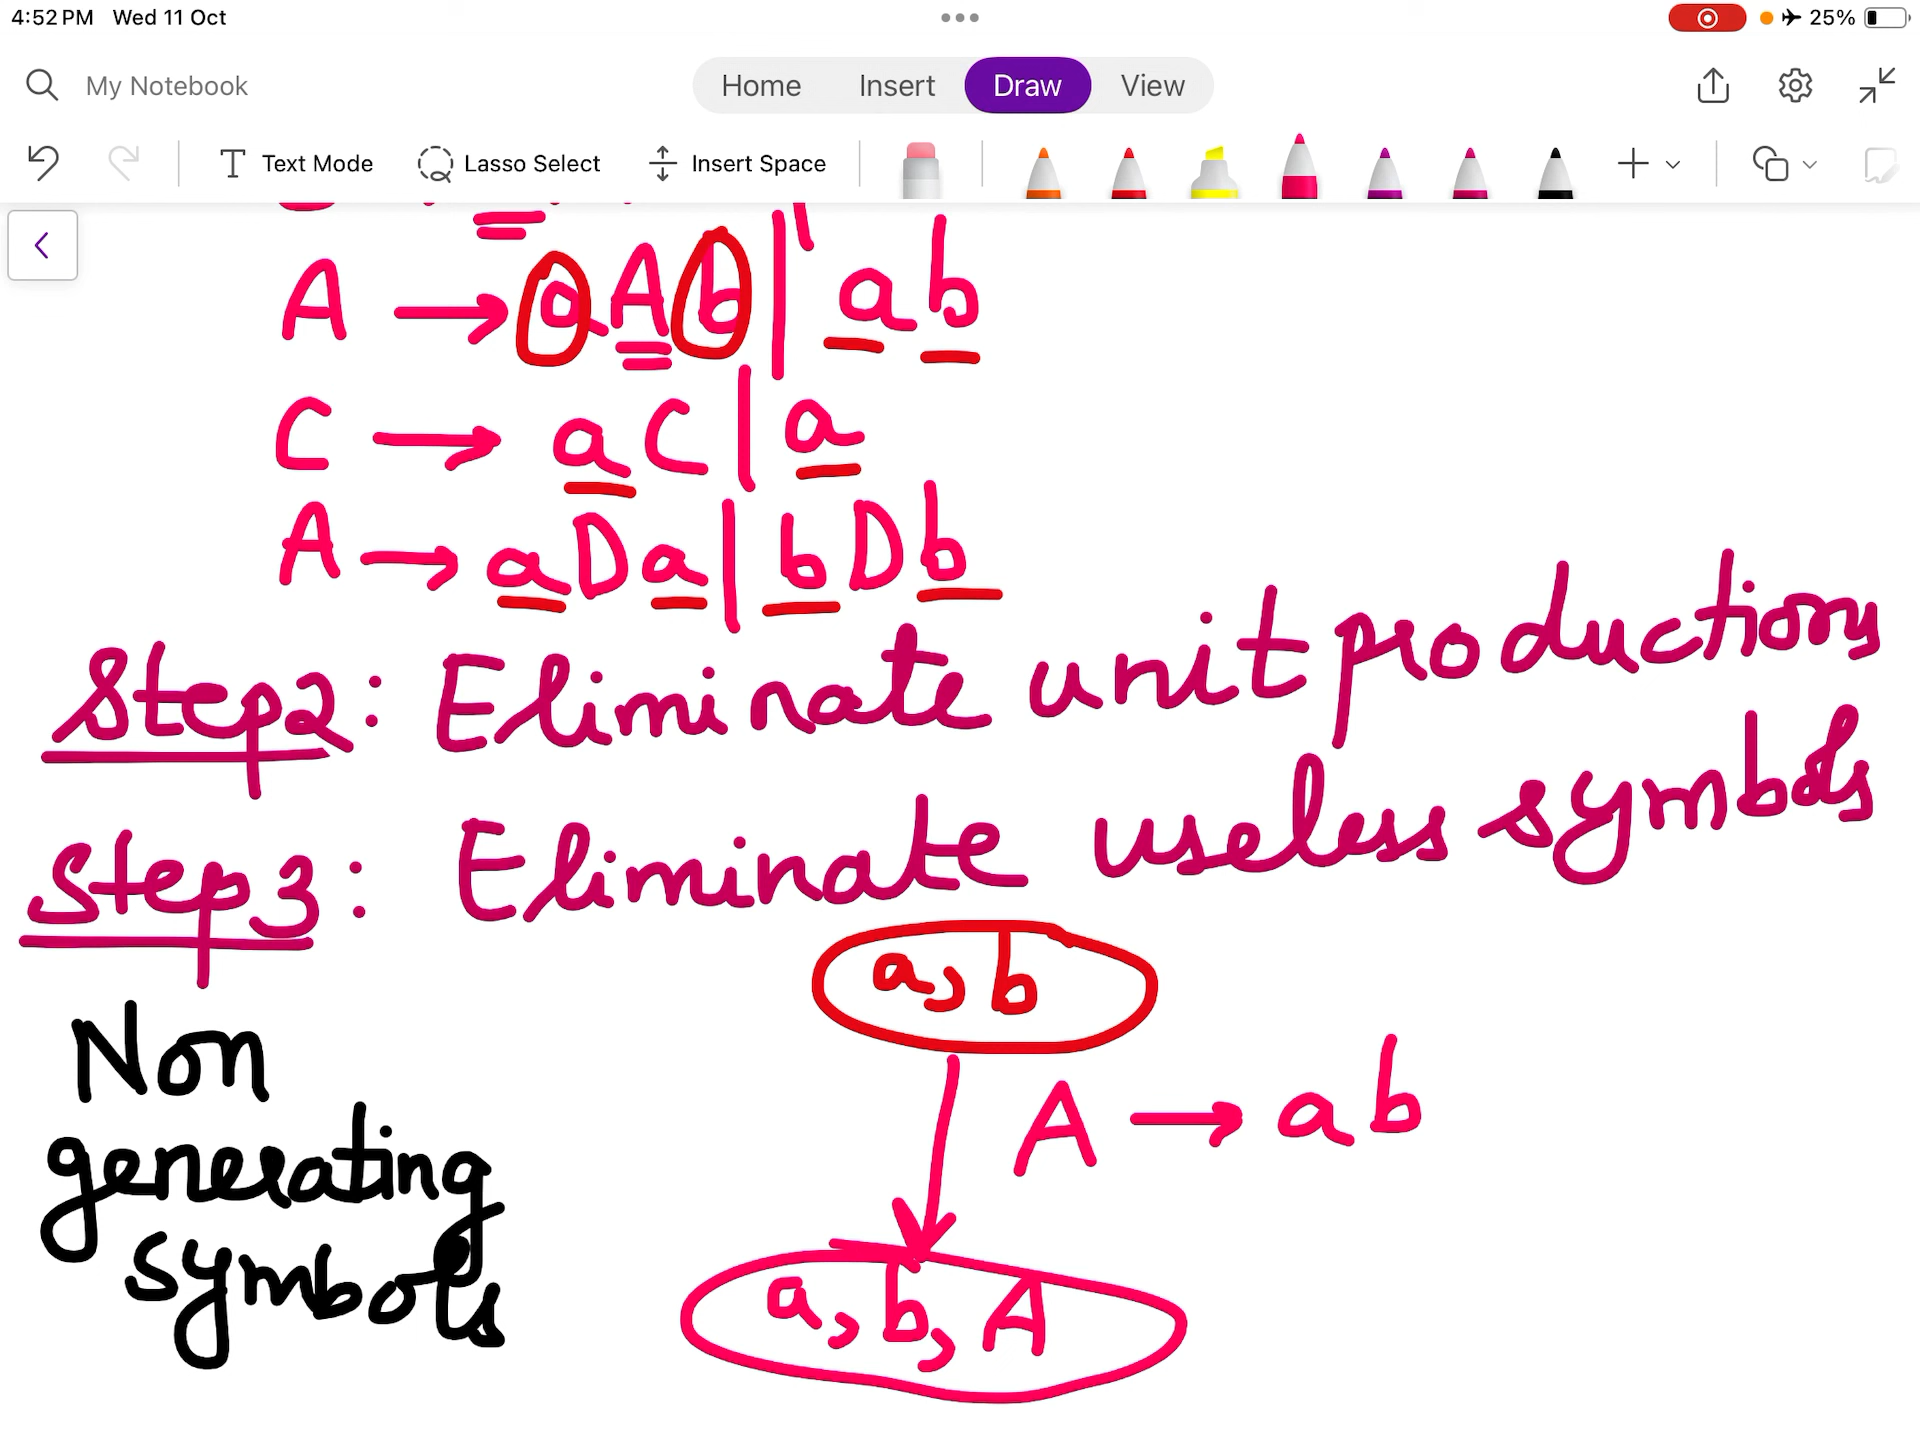 4:52 PM Wed 11 Oct 25%
My Notebook Home Insert Draw View
Text Mode Lasso Select Insert Space
A → aAb | ab
C → aC | a
A → aDa | bDb
Step2: Eliminate unit productions
Step3: Eliminate useless symbols
a, b
Non
generating
symbols
A → ab
a, b, A